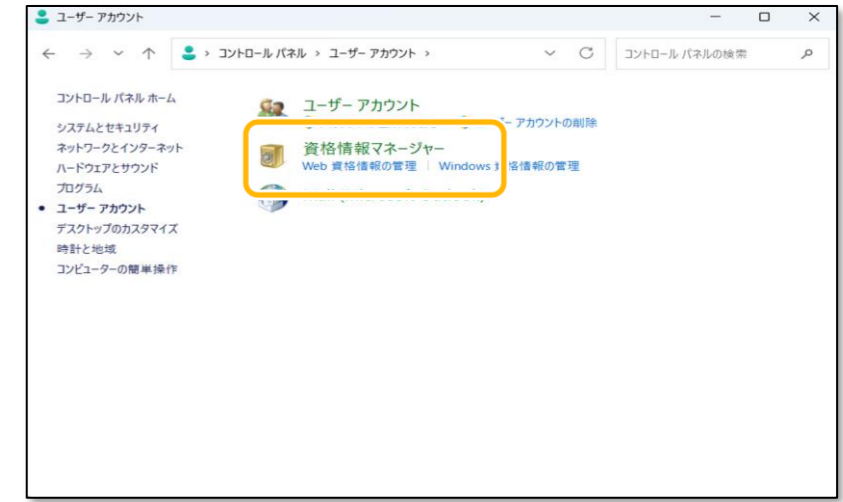 ユーザー アカウント
コントロール パネル › ユーザー アカウント ›
コントロール パネルの検索
コントロール パネル ホーム
システムとセキュリティ
ネットワークとインターネット
ハードウェアとサウンド
プログラム
ユーザー アカウント
デスクトップのカスタマイズ
時計と地域
コンピューターの簡単操作
ユーザー アカウント
アカウントの削除
資格情報マネージャー
Web 資格情報の管理 | Windows 資格情報の管理